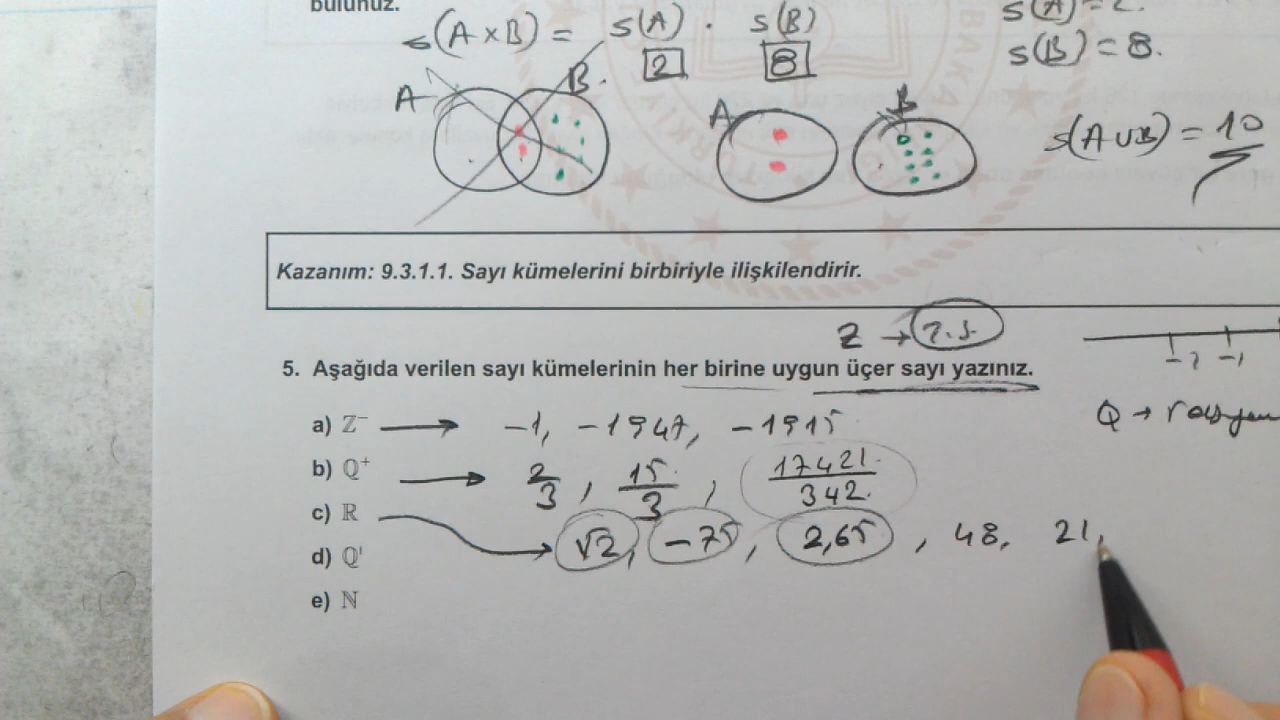 bulunuz.
s(A×B) = s(A) . s(B)
2 8
s(A) = 2.
s(B) = 8.
A B.
A B
s(A∪B) = 10
Kazanım: 9.3.1.1. Sayı kümelerini birbiriyle ilişkilendirir.
Z → T.S.
-2 -1
5. Aşağıda verilen sayı kümelerinin her birine uygun üçer sayı yazınız.
Q → rasyon
a) ℤ⁻ → -1, -1947, -1915
b) ℚ⁺ → 2/3, 15/3, 17421/342
c) ℝ → √2, -75, 2,65, 48, 21,
d) ℚ'
e) ℕ